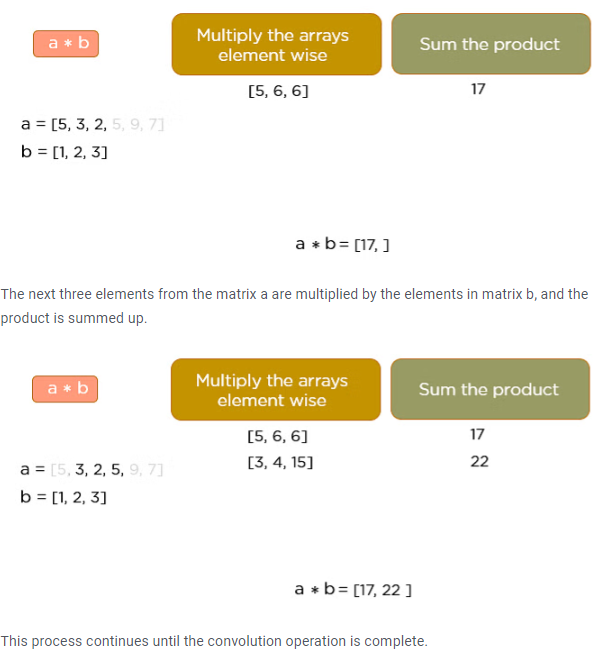 a * b
Multiply the arrays
element wise
Sum the product
[5, 6, 6]
17
a = [5, 3, 2, 5, 9, 7]
b = [1, 2, 3]
a * b = [17, ]
The next three elements from the matrix a are multiplied by the elements in matrix b, and the
product is summed up.
a * b
Multiply the arrays
element wise
Sum the product
[5, 6, 6]
17
[3, 4, 15]
22
a = [5, 3, 2, 5, 9, 7]
b = [1, 2, 3]
a * b = [17, 22 ]
This process continues until the convolution operation is complete.